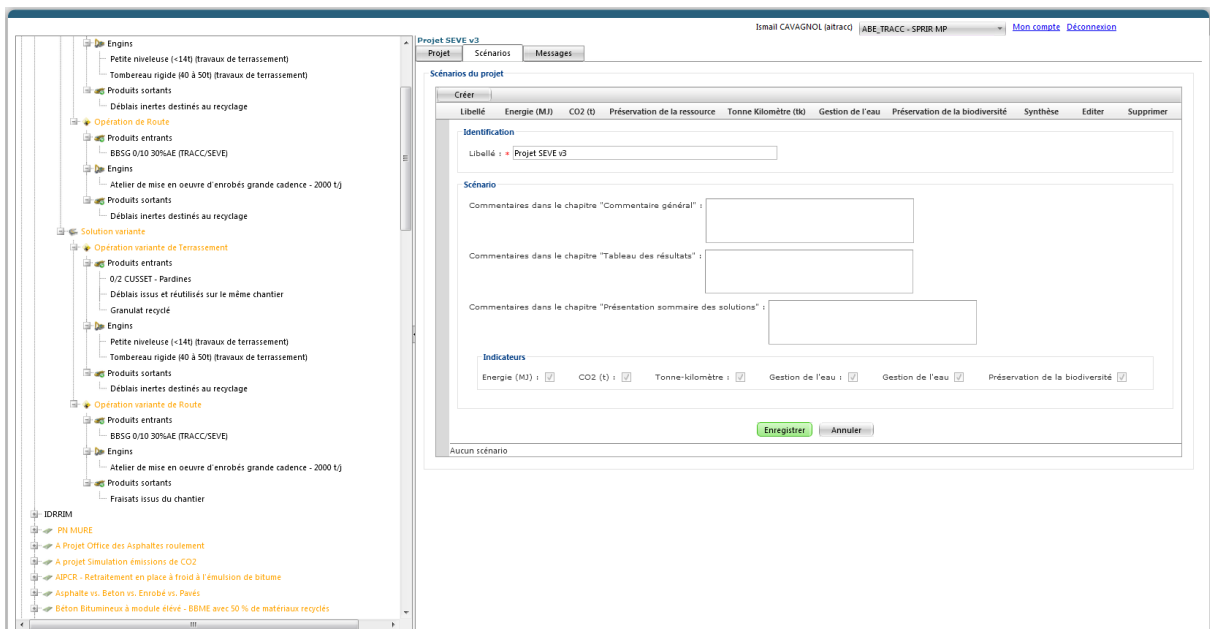 Ismaïl CAVAGNOL (aitracc) ABE_TRACC - SPRIR MP Mon compte Déconnexion
Engins
Petite niveleuse (<14t) (travaux de terrassement)
Tombereau rigide (40 à 50t) (travaux de terrassement)
Produits sortants
Déblais inertes destinés au recyclage
Opération de Route
Produits entrants
BBSG 0/10 30%AE (TRACC/SEVE)
Engins
Atelier de mise en oeuvre d'enrobés grande cadence - 2000 t/j
Produits sortants
Déblais inertes destinés au recyclage
Solution variante
Opération variante de Terrassement
Produits entrants
0/2 CUSSET - Pardines
Déblais issus et réutilisés sur le même chantier
Granulat recyclé
Engins
Petite niveleuse (<14t) (travaux de terrassement)
Tombereau rigide (40 à 50t) (travaux de terrassement)
Produits sortants
Déblais inertes destinés au recyclage
Opération variante de Route
Produits entrants
BBSG 0/10 30%AE (TRACC/SEVE)
Engins
Atelier de mise en oeuvre d'enrobés grande cadence - 2000 t/j
Produits sortants
Fraisats issus du chantier
IDRRIM
PN MURE
A Projet Office des Asphaltes roulement
A projet Simulation émissions de CO2
AIPCR - Retraitement en place à froid à l'émulsion de bitume
Asphalte vs. Beton vs. Enrobé vs. Pavés
Béton Bitumineux à module élevé - BBME avec 50 % de matériaux recyclés
Projet SEVE v3
Projet Scénarios Messages
Scénarios du projet
Créer
Libellé Energie (MJ) CO2 (t) Préservation de la ressource Tonne Kilomètre (tk) Gestion de l'eau Préservation de la biodiversité Synthèse Editer Supprimer
Identification
Libellé : * Projet SEVE v3
Scénario
Commentaires dans le chapitre "Commentaire général" :
Commentaires dans le chapitre "Tableau des résultats" :
Commentaires dans le chapitre "Présentation sommaire des solutions" :
Indicateurs
Energie (MJ) : CO2 (t) : Tonne-kilomètre : Gestion de l'eau : Gestion de l'eau Préservation de la biodiversité
Enregistrer Annuler
Aucun scénario